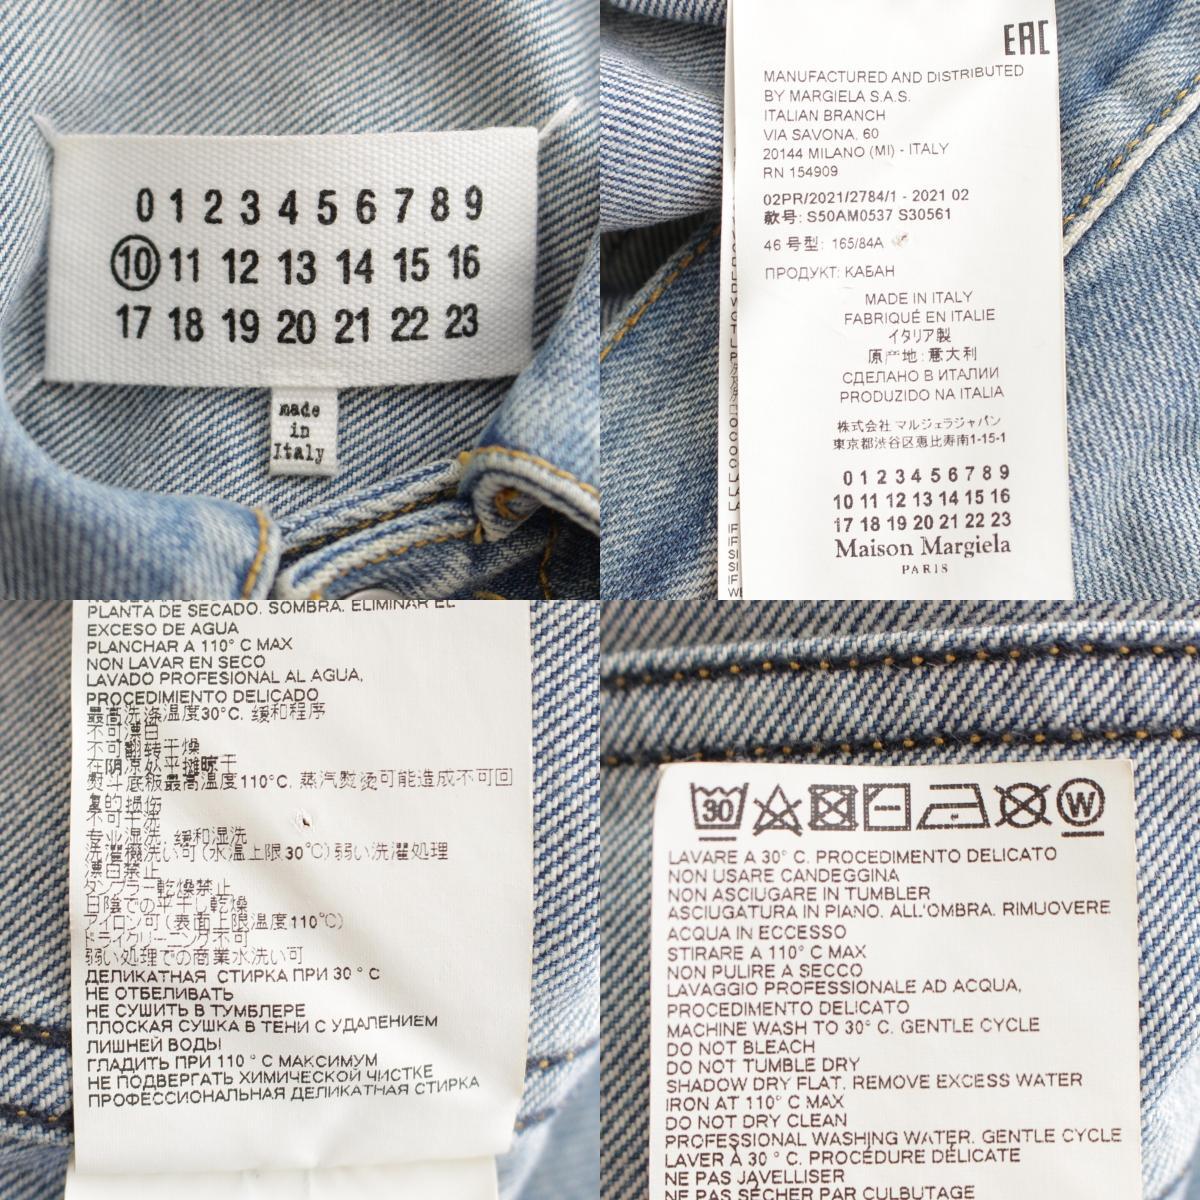 0 1 2 3 4 5 6 7 8 9
10 11 12 13 14 15 16
17 18 19 20 21 22 23
made
in
Italy
EAC
MANUFACTURED AND DISTRIBUTED
BY MARGIELA S.A.S.
ITALIAN BRANCH
VIA SAVONA, 60
20144 MILANO (MI) - ITALY
RN 154909
02PR/2021/2784/1 - 2021 02
款号: S50AM0537 S30561
46 号型: 165/84A
ПРОДУКТ: КАБАН
MADE IN ITALY
FABRIQUÉ EN ITALIE
イタリア製
原产地: 意大利
СДЕЛАНО В ИТАЛИИ
PRODUZIDO NA ITALIA
株式会社 マルジェラジャパン
東京都渋谷区恵比寿南1-15-1
0 1 2 3 4 5 6 7 8 9
10 11 12 13 14 15 16
17 18 19 20 21 22 23
Maison Margiela
PARIS
PLANTA DE SECADO. SOMBRA. ELIMINAR EL
EXCESO DE AGUA
PLANCHAR A 110° C MAX
NON LAVAR EN SECO
LAVADO PROFESIONAL AL AGUA,
PROCEDIMIENTO DELICADO
最高洗涤温度30°C. 缓和程序
不可漂白
不可翻转干燥
在阴凉处平摊晾干
熨斗底板最高温度110°C. 蒸汽熨烫可能造成不可回
复的损伤
不可干洗
专业湿洗. 缓和湿洗
洗濯機洗い可(水温上限30°C)弱い洗濯処理
漂白禁止
タンブラー乾燥禁止
日陰での平干し乾燥
アイロン可(表面上限温度110°C)
ドライクリーニング不可
弱い処理での商業水洗い可
ДЕЛИКАТНАЯ СТИРКА ПРИ 30 ° С
НЕ ОТБЕЛИВАТЬ
НЕ СУШИТЬ В ТУМБЛЕРЕ
ПЛОСКАЯ СУШКА В ТЕНИ С УДАЛЕНИЕМ
ЛИШНЕЙ ВОДЫ
ГЛАДИТЬ ПРИ 110 ° С МАКСИМУМ
НЕ ПОДВЕРГАТЬ ХИМИЧЕСКОЙ ЧИСТКЕ
ПРОФЕССИОНАЛЬНАЯ ДЕЛИКАТНАЯ СТИРКА
30 W
LAVARE A 30° C. PROCEDIMENTO DELICATO
NON USARE CANDEGGINA
NON ASCIUGARE IN TUMBLER
ASCIUGATURA IN PIANO. ALL'OMBRA. RIMUOVERE
ACQUA IN ECCESSO
STIRARE A 110° C MAX
NON PULIRE A SECCO
LAVAGGIO PROFESSIONALE AD ACQUA,
PROCEDIMENTO DELICATO
MACHINE WASH TO 30° C. GENTLE CYCLE
DO NOT BLEACH
DO NOT TUMBLE DRY
SHADOW DRY FLAT. REMOVE EXCESS WATER
IRON AT 110° C MAX
DO NOT DRY CLEAN
PROFESSIONAL WASHING WATER. GENTLE CYCLE
LAVER À 30 ° C. PROCÉDURE DÉLICATE
NE PAS JAVELLISER
NE PAS SÉCHER PAR CULBUTAGE